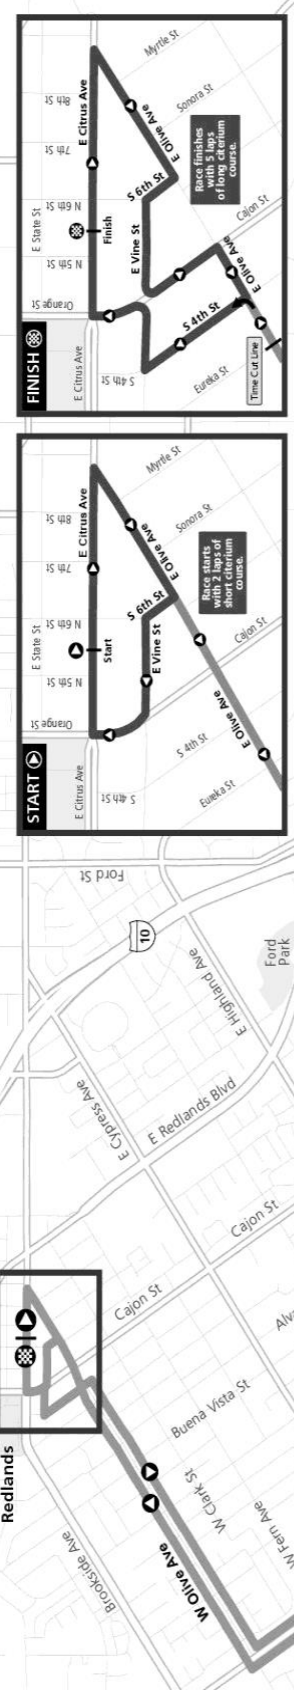 FINISH
E Citrus Ave
8th St
7th St
N 6th St
E State St
N 5th St
Orange St
E Citrus Ave
S 4th St
Finish
Myrtle St
E Olive Ave
Sonora St
S 6th St
E Vine St
Cajon St
E Olive Ave
S 4th St
Eureka St
Time Cut Line
Race finishes
with 5 laps
of long citerium
course.
START
E Citrus Ave
8th St
7th St
N 6th St
E State St
N 5th St
Orange St
E Citrus Ave
S 4th St
Start
Myrtle St
E Olive Ave
Sonora St
S 6th St
E Vine St
Cajon St
E Olive Ave
S 4th St
Eureka St
Race starts
with 2 laps of
short citerium
course.
Ford St
10
Ford
Park
E Highland Ave
E Cypress Ave
E Redlands Blvd
Cajon St
Cajon St
Redlands
Buena Vista St
W Clark St
W Fern Ave
Brookside Ave
W Olive Ave
Alv